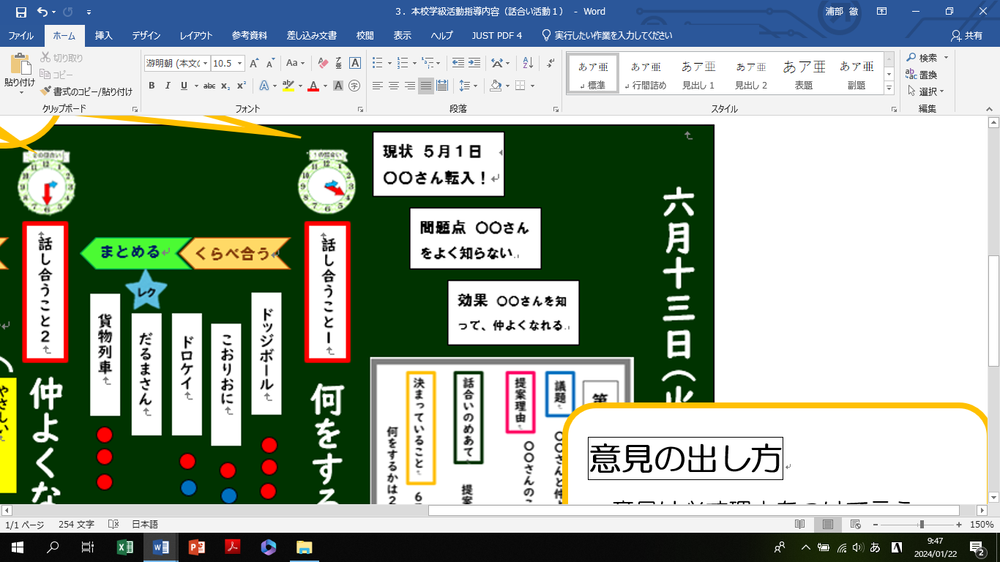 3．本校学級活動指導内容（話合い活動１） - Word
浦部 徹
ファイル
ホーム
挿入
デザイン
レイアウト
参考資料
差し込み文書
校閲
表示
ヘルプ
JUST PDF 4
実行したい作業を入力してください
共有
貼り付け
切り取り
コピー
書式のコピー/貼り付け
クリップボード
游明朝 (本文の
10.5
フォント
段落
あア亜
標準
あア亜
行間詰め
あア亜
見出し 1
あア亜
見出し 2
あア亜
表題
あア亜
副題
スタイル
検索
置換
選択
編集
六月十三日（火
現状 ５月１日
〇〇さん転入！
問題点 〇〇さん
をよく知らない.
効果 〇〇さんを知
って、仲よくなれる.
第
議題
〇〇さんと仲よ
提案理由
〇〇さんのこ
話合いのめあて
提案
決まっていること
何をするかは２
意見の出し方
話し合うこと１
何をする
くらべ合う
まとめる
ドッジボール
こおりおに
ドロケイ
レク
だるまさん
貨物列車
話し合うこと２
仲よくな
やさしい
1/1 ページ
254 文字
日本語
150%
あ
A
9:47
2024/01/22
2